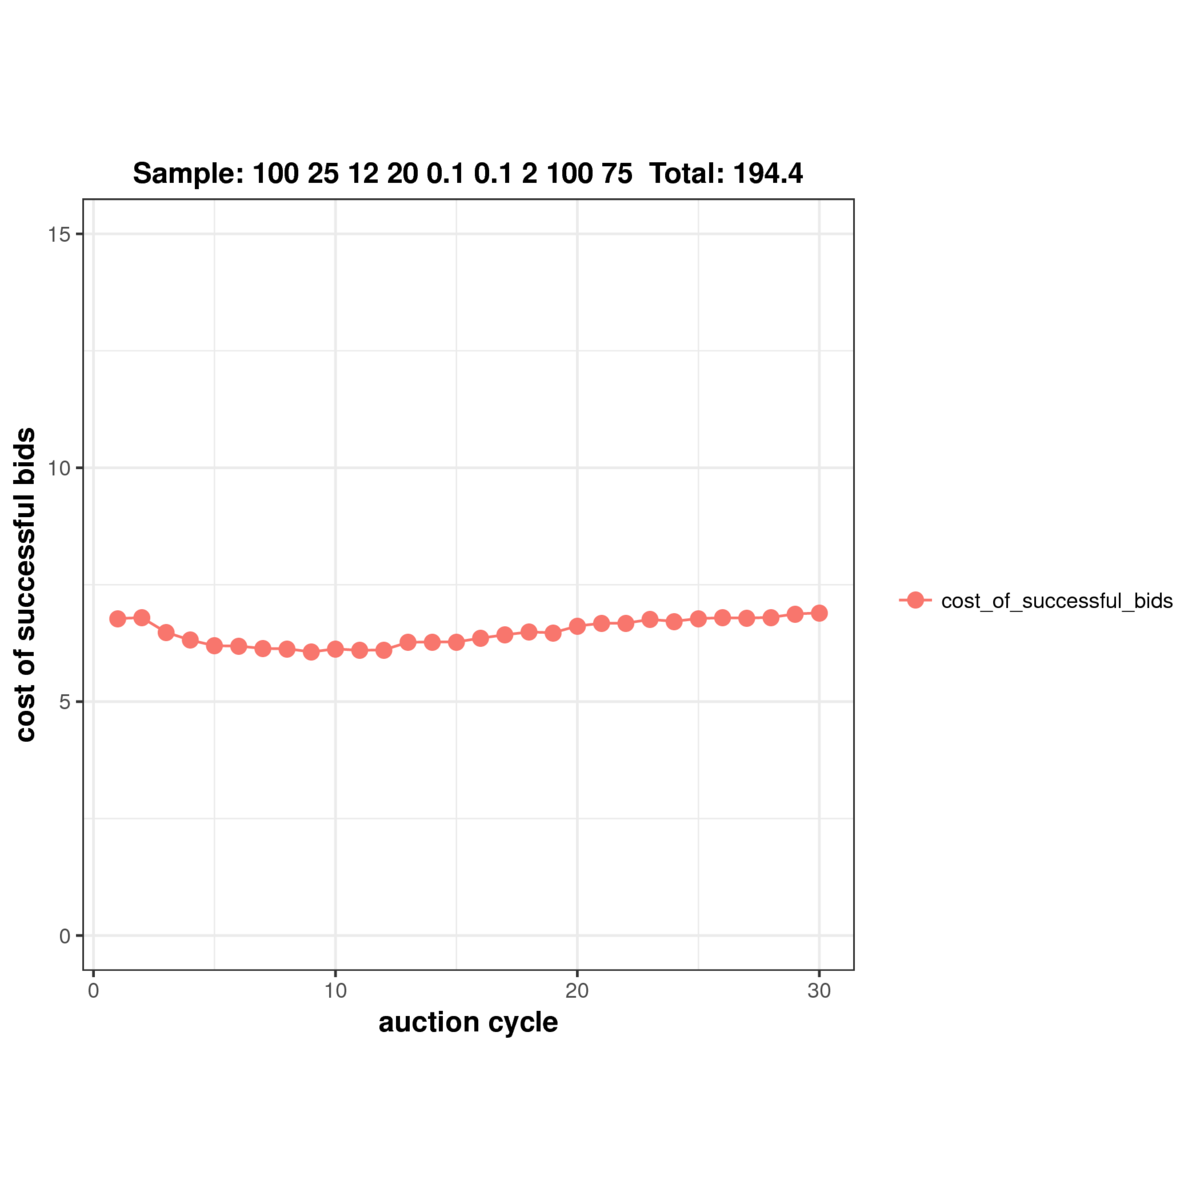 Sample: 100 25 12 20 0.1 0.1 2 100 75  Total: 194.4
15
10
5
0
cost of successful bids
0 10 20 30
auction cycle
cost_of_successful_bids